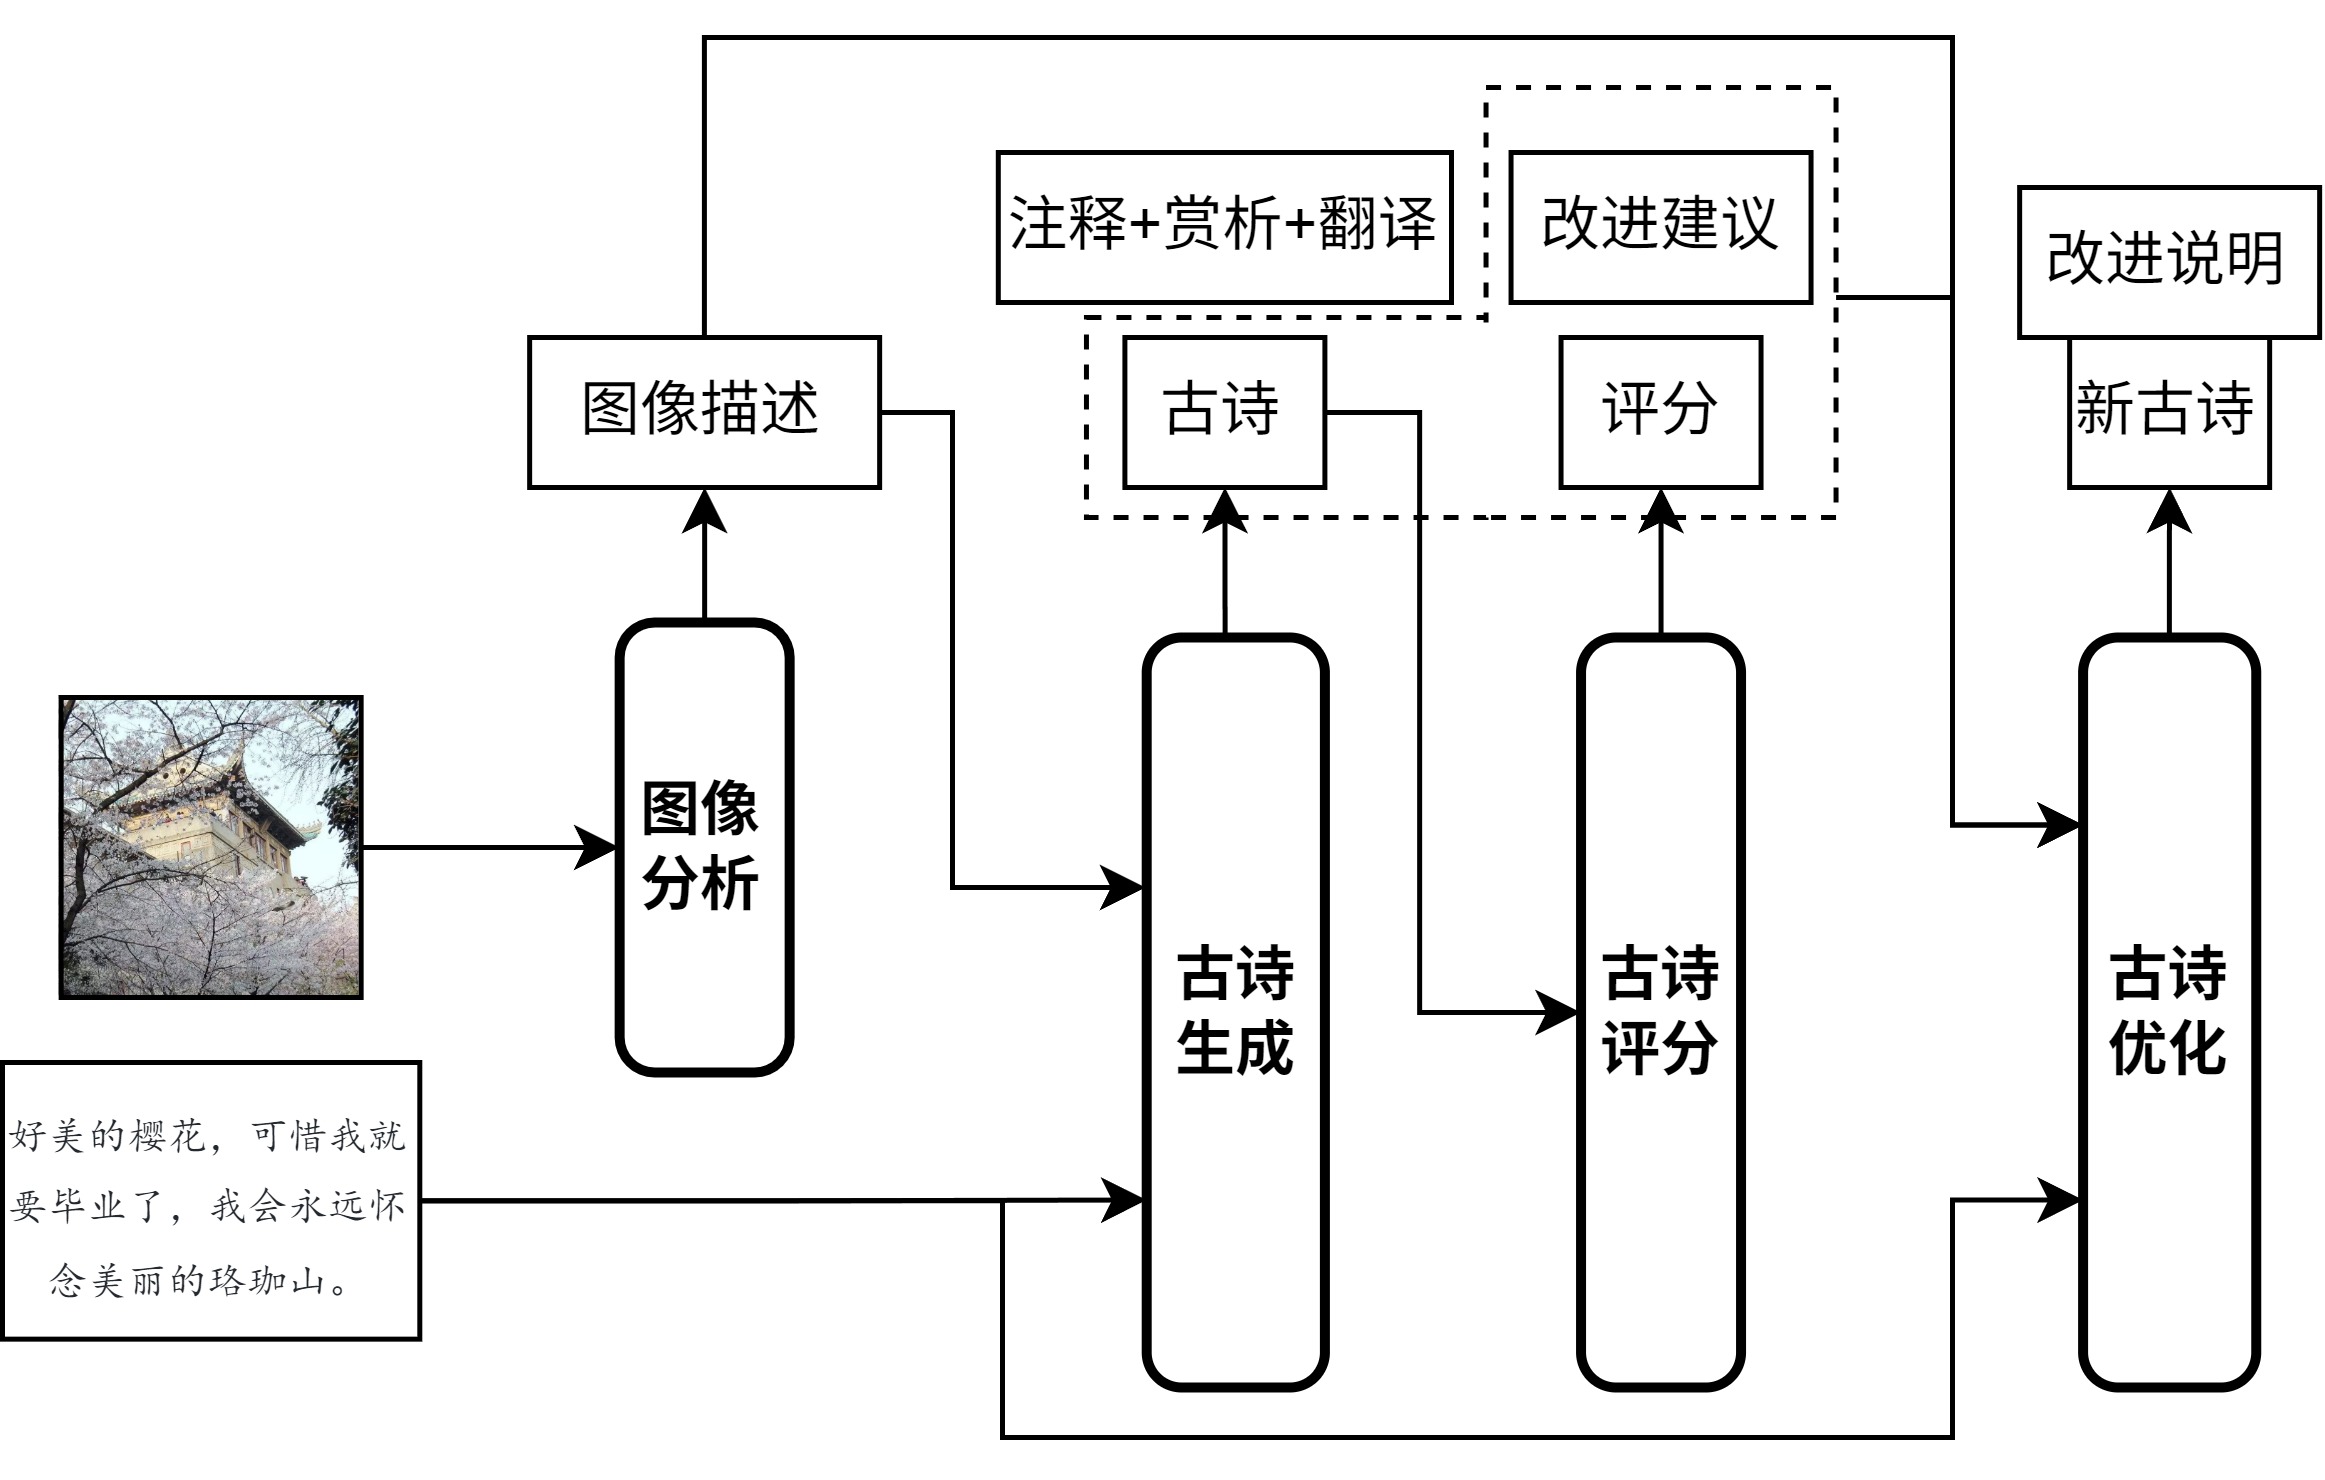 注释+赏析+翻译
改进建议
改进说明
图像描述
古诗
评分
新古诗
图像
分析
古诗
生成
古诗
评分
古诗
优化
好美的樱花，可惜我就
要毕业了，我会永远怀
念美丽的珞珈山。